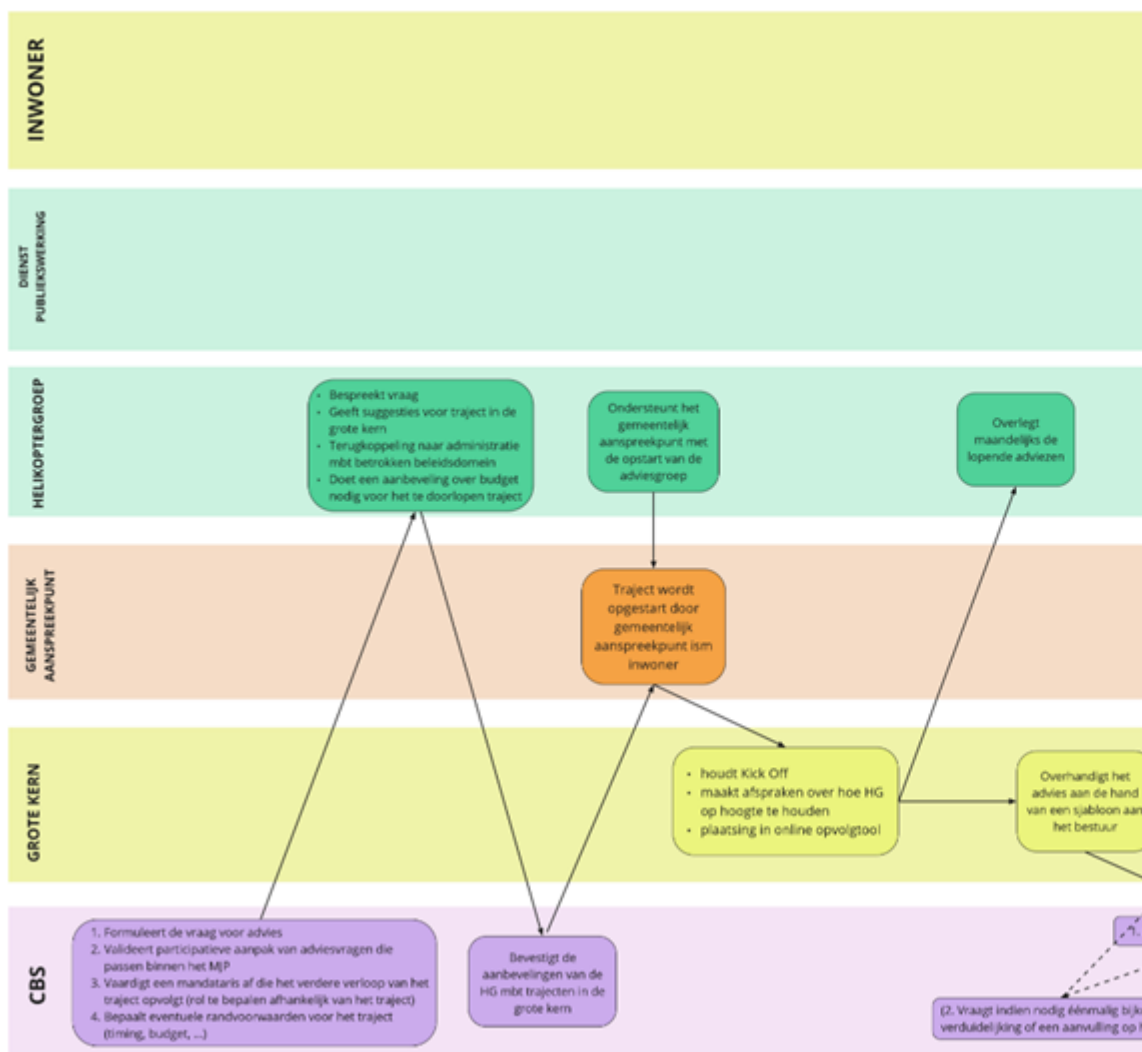 INWONER
DIENST
PUBLIEKSWERKING
HELIKOPTERGROEP
• Bespreekt vraag
• Geeft suggesties voor traject in de
grote kern
• Terugkoppeling naar administratie
mbt betrokken beleidsdomein
• Doet een aanbeveling over budget
nodig voor het te doorlopen traject
Ondersteunt het
gemeentelijk
aanspreekpunt met
de opstart van de
adviesgroep
Overlegt
maandelijks de
lopende adviezen
GEMEENTELIJK
AANSPREEKPUNT
Traject wordt
opgestart door
gemeentelijk
aanspreekpunt ism
inwoner
GROTE KERN
• houdt Kick Off
• maakt afspraken over hoe HG
op hoogte te houden
• plaatsing in online opvolgtool
Overhandigt het
advies aan de hand
van een sjabloon aan
het bestuur
CBS
1. Formuleert de vraag voor advies
2. Valideert participatieve aanpak van adviesvragen die
passen binnen het MJP
3. Vaardigt een mandataris af die het verdere verloop van het
traject opvolgt (rol te bepalen afhankelijk van het traject)
4. Bepaalt eventuele randvoorwaarden voor het traject
(timing, budget, ...)
Bevestigt de
aanbevelingen van de
HG mbt trajecten in de
grote kern
(2. Vraagt indien nodig éénmalig
verduidelijking of een aanvulling op